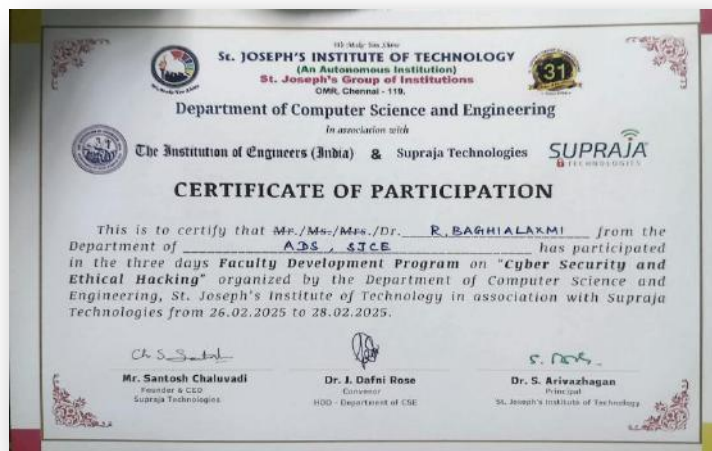 St. JOSEPH'S INSTITUTE OF TECHNOLOGY
(An Autonomous Institution)
St. Joseph's Group of Institutions
OMR, Chennai - 119.
31
Department of Computer Science and Engineering
In association with
The Institution of Engineers (India) & Supraja Technologies
SUPRAJA
TECHNOLOGIES
CERTIFICATE OF PARTICIPATION
This is to certify that Mr./Ms./Mrs./Dr. R. BAGHIALAXMI from the
Department of ADS, SJCE has participated
in the three days Faculty Development Program on "Cyber Security and
Ethical Hacking" organized by the Department of Computer Science and
Engineering, St. Joseph's Institute of Technology in association with Supraja
Technologies from 26.02.2025 to 28.02.2025.
Mr. Santosh Chaluvadi
Founder & CEO
Supraja Technologies
Dr. J. Dafni Rose
Convenor
HOD - Department of CSE
Dr. S. Arivazhagan
Principal
St. Joseph's Institute of Technology